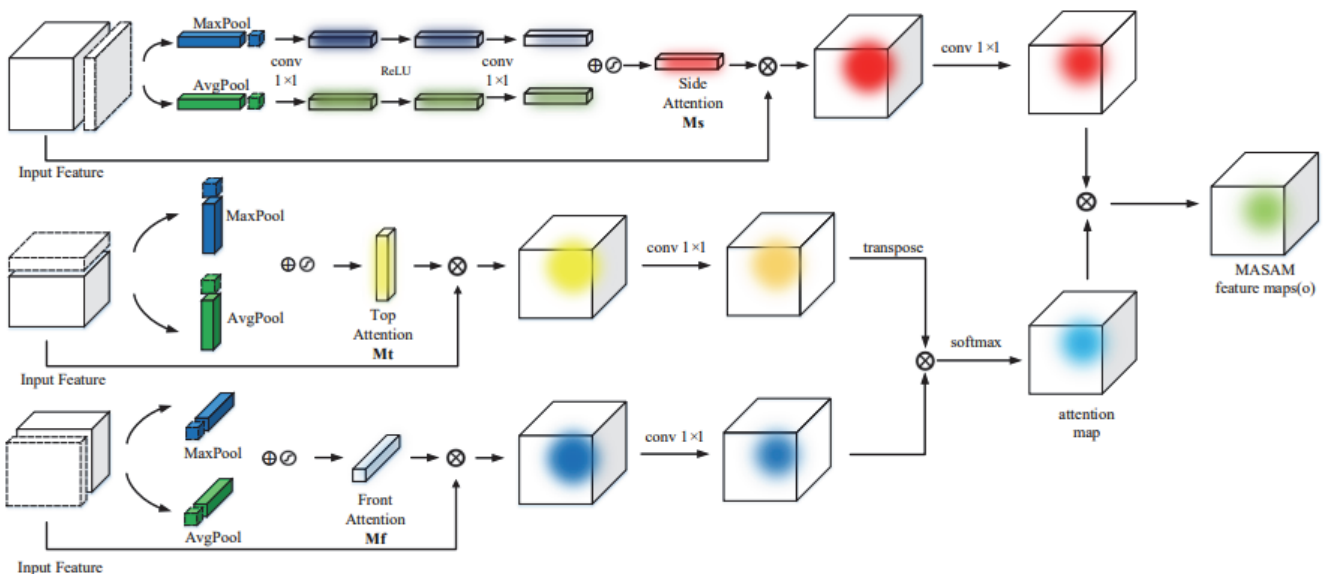 MaxPool
conv
1×1
ReLU
conv
1×1
AvgPool
Side
Attention
Ms
conv 1×1
Input Feature
MaxPool
AvgPool
Top
Attention
Mt
conv 1×1
transpose
Input Feature
MASAM
feature maps(o)
softmax
attention
map
MaxPool
AvgPool
Front
Attention
Mf
conv 1×1
Input Feature